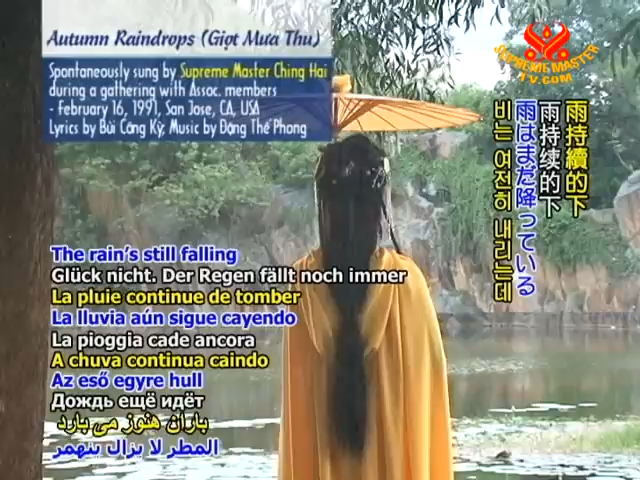 Autumn Raindrops (Giọt Mưa Thu)
Spontaneously sung by Supreme Master Ching Hai
during a gathering with Assoc. members
- February 16, 1991, San Jose, CA, USA
Lyrics by Bùi Công Kỳ; Music by Đặng Thế Phong
SUPREME MASTER
TV.COM
雨持續的下
雨持续的下
雨はまだ降っている
비는 여전히 내리는데
The rain's still falling
Glück nicht. Der Regen fällt noch immer
La pluie continue de tomber
La lluvia aún sigue cayendo
La pioggia cade ancora
A chuva continua caindo
Az eső egyre hull
Дождь ещё идёт
باران هنوز می بارد
المطر لا يزال ينهمر